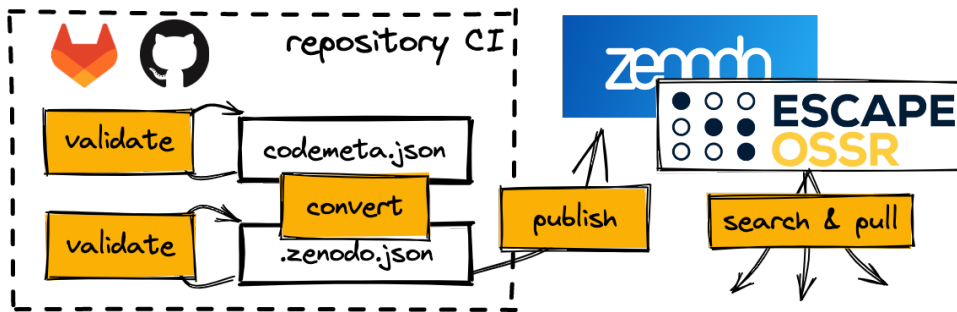 repository CI
validate
codemeta.json
convert
validate
.zenodo.json
publish
zenodo
ESCAPE
OSSR
search & pull